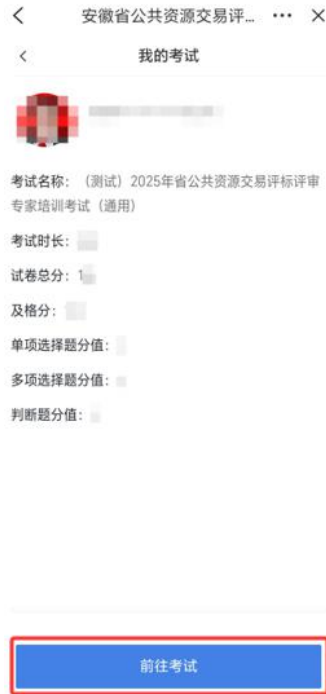 安徽省公共资源交易评...
我的考试
考试名称：（测试）2025年省公共资源交易评标评审
专家培训考试（通用）
考试时长：
试卷总分：1
及格分：
单项选择题分值：
多项选择题分值：
判断题分值：
前往考试